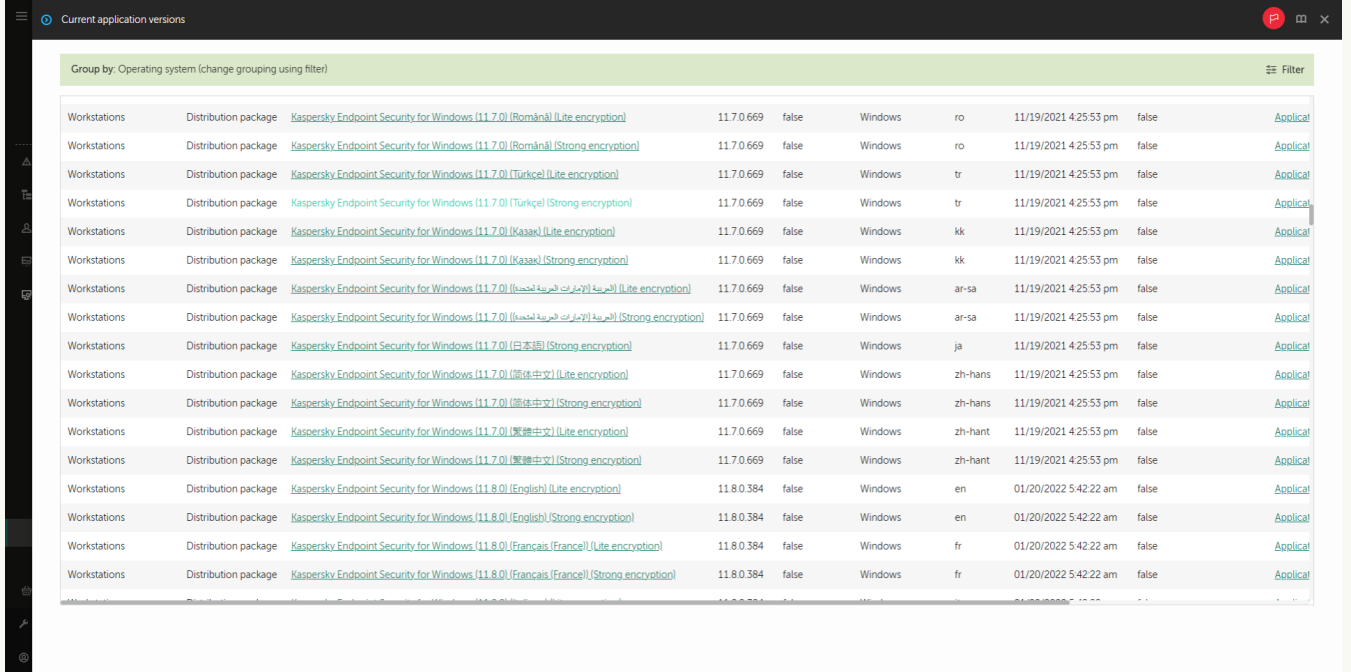 Current application versions
Group by: Operating system (change grouping using filter)
Filter
Workstations Distribution package Kaspersky Endpoint Security for Windows (11.7.0) (Română) (Lite encryption) 11.7.0.669 false Windows ro 11/19/2021 4:25:53 pm false Applicat
Workstations Distribution package Kaspersky Endpoint Security for Windows (11.7.0) (Română) (Strong encryption) 11.7.0.669 false Windows ro 11/19/2021 4:25:53 pm false Applicat
Workstations Distribution package Kaspersky Endpoint Security for Windows (11.7.0) (Türkçe) (Lite encryption) 11.7.0.669 false Windows tr 11/19/2021 4:25:53 pm false Applicat
Workstations Distribution package Kaspersky Endpoint Security for Windows (11.7.0) (Türkçe) (Strong encryption) 11.7.0.669 false Windows tr 11/19/2021 4:25:53 pm false Applicat
Workstations Distribution package Kaspersky Endpoint Security for Windows (11.7.0) (Қазақ) (Lite encryption) 11.7.0.669 false Windows kk 11/19/2021 4:25:53 pm false Applicat
Workstations Distribution package Kaspersky Endpoint Security for Windows (11.7.0) (Қазақ) (Strong encryption) 11.7.0.669 false Windows kk 11/19/2021 4:25:53 pm false Applicat
Workstations Distribution package Kaspersky Endpoint Security for Windows (11.7.0) (العربية (الإمارات العربية المتحدة)) (Lite encryption) 11.7.0.669 false Windows ar-sa 11/19/2021 4:25:53 pm false Applicat
Workstations Distribution package Kaspersky Endpoint Security for Windows (11.7.0) (العربية (الإمارات العربية المتحدة)) (Strong encryption) 11.7.0.669 false Windows ar-sa 11/19/2021 4:25:53 pm false Applicat
Workstations Distribution package Kaspersky Endpoint Security for Windows (11.7.0) (日本語) (Strong encryption) 11.7.0.669 false Windows ja 11/19/2021 4:25:53 pm false Applicat
Workstations Distribution package Kaspersky Endpoint Security for Windows (11.7.0) (简体中文) (Lite encryption) 11.7.0.669 false Windows zh-hans 11/19/2021 4:25:53 pm false Applicat
Workstations Distribution package Kaspersky Endpoint Security for Windows (11.7.0) (简体中文) (Strong encryption) 11.7.0.669 false Windows zh-hans 11/19/2021 4:25:53 pm false Applicat
Workstations Distribution package Kaspersky Endpoint Security for Windows (11.7.0) (繁體中文) (Lite encryption) 11.7.0.669 false Windows zh-hant 11/19/2021 4:25:53 pm false Applicat
Workstations Distribution package Kaspersky Endpoint Security for Windows (11.7.0) (繁體中文) (Strong encryption) 11.7.0.669 false Windows zh-hant 11/19/2021 4:25:53 pm false Applicat
Workstations Distribution package Kaspersky Endpoint Security for Windows (11.8.0) (English) (Lite encryption) 11.8.0.384 false Windows en 01/20/2022 5:42:22 am false Applicat
Workstations Distribution package Kaspersky Endpoint Security for Windows (11.8.0) (English) (Strong encryption) 11.8.0.384 false Windows en 01/20/2022 5:42:22 am false Applicat
Workstations Distribution package Kaspersky Endpoint Security for Windows (11.8.0) (Français (France)) (Lite encryption) 11.8.0.384 false Windows fr 01/20/2022 5:42:22 am false Applicat
Workstations Distribution package Kaspersky Endpoint Security for Windows (11.8.0) (Français (France)) (Strong encryption) 11.8.0.384 false Windows fr 01/20/2022 5:42:22 am false Applicat